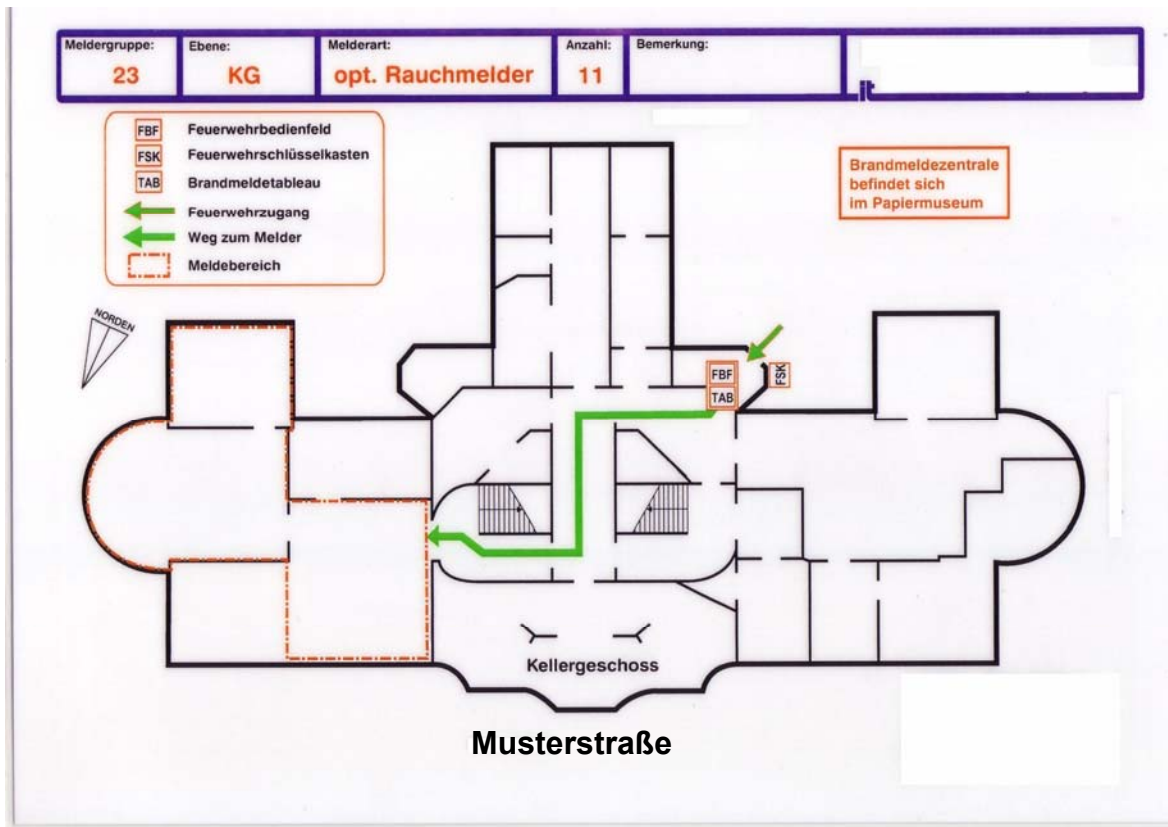 Meldergruppe:
23
Ebene:
KG
Melderart:
opt. Rauchmelder
Anzahl:
11
Bemerkung:
FBF Feuerwehrbedienfeld
FSK Feuerwehrschlüsselkasten
TAB Brandmeldetableau
Feuerwehrzugang
Weg zum Melder
Meldebereich
Brandmeldezentrale
befindet sich
im Papiermuseum
NORDEN
FBF
TAB
FSK
Kellergeschoss
Musterstraße